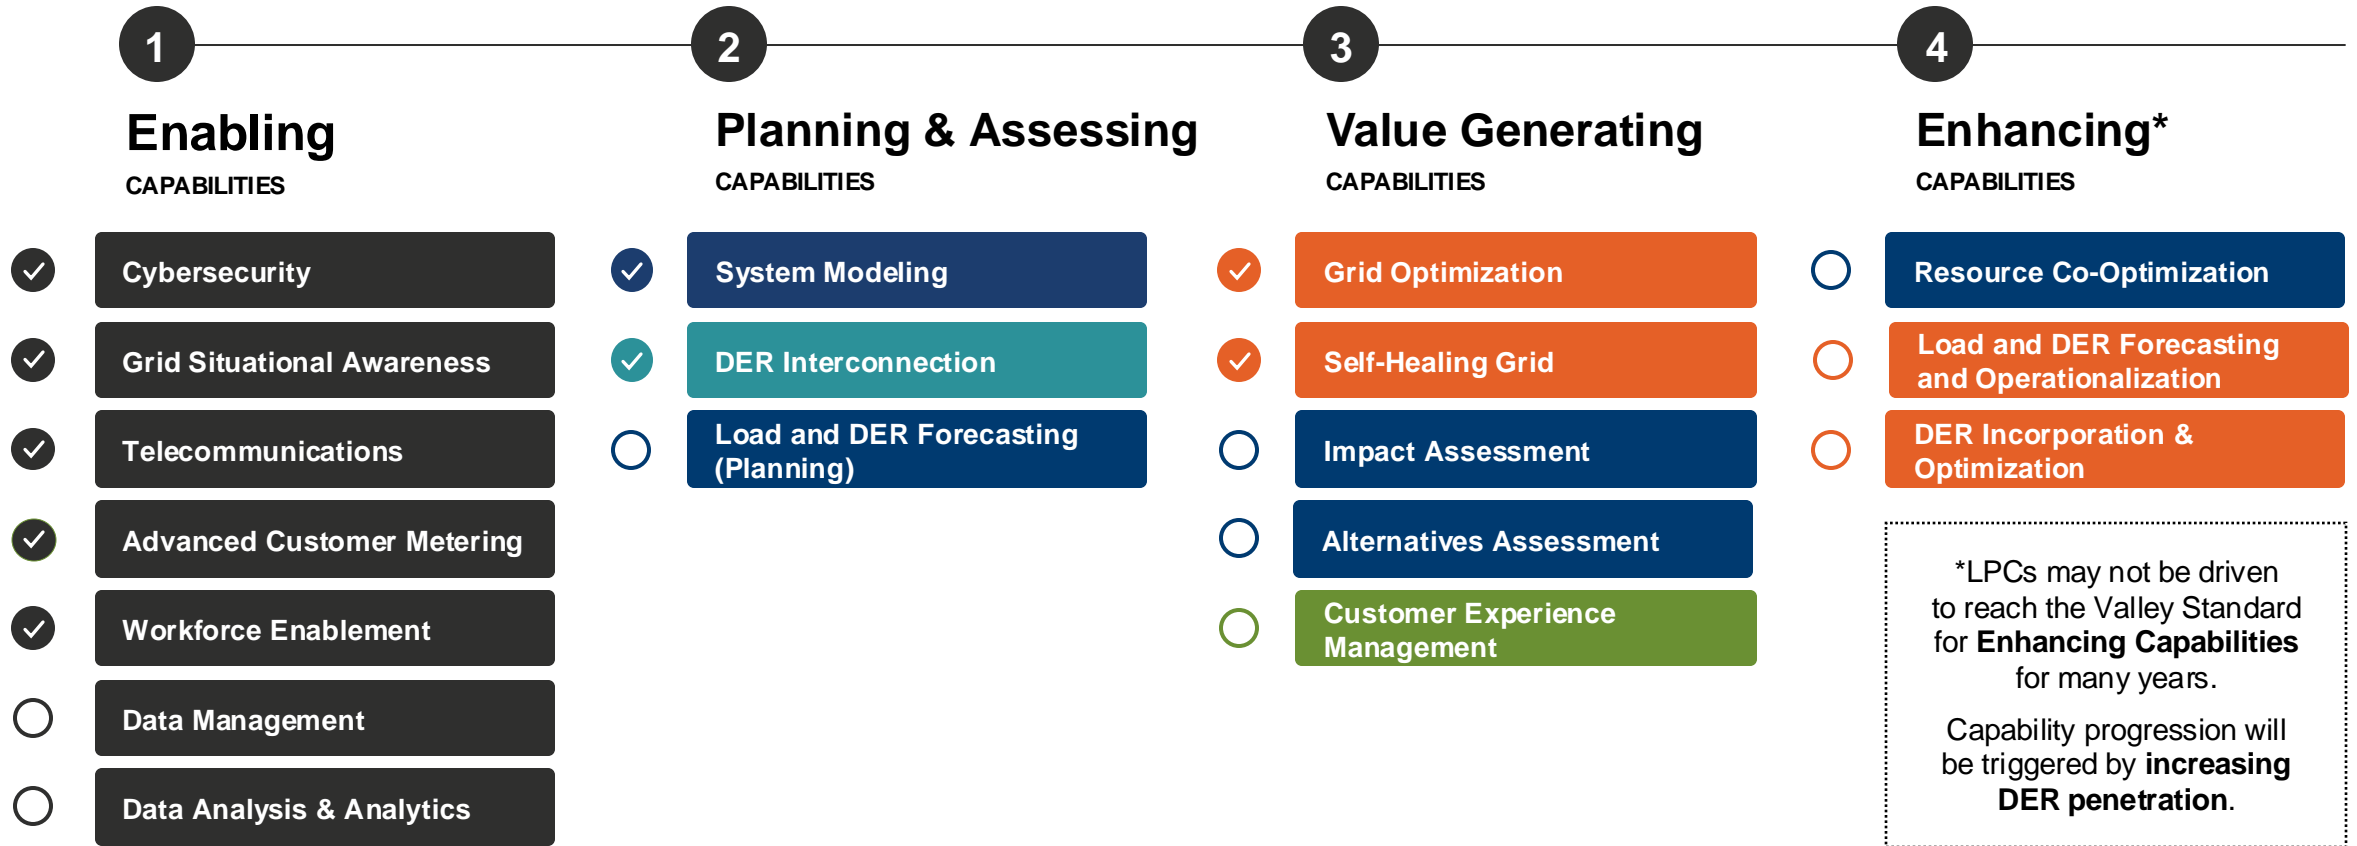 1
Enabling
CAPABILITIES
Cybersecurity
Grid Situational Awareness
Telecommunications
Advanced Customer Metering
Workforce Enablement
Data Management
Data Analysis & Analytics
2
Planning & Assessing
CAPABILITIES
System Modeling
DER Interconnection
Load and DER Forecasting
(Planning)
3
Value Generating
CAPABILITIES
Grid Optimization
Self-Healing Grid
Impact Assessment
Alternatives Assessment
Customer Experience
Management
4
Enhancing*
CAPABILITIES
Resource Co-Optimization
Load and DER Forecasting
and Operationalization
DER Incorporation &
Optimization
*LPCs may not be driven
to reach the Valley Standard
for Enhancing Capabilities
for many years.
Capability progression will
be triggered by increasing
DER penetration.